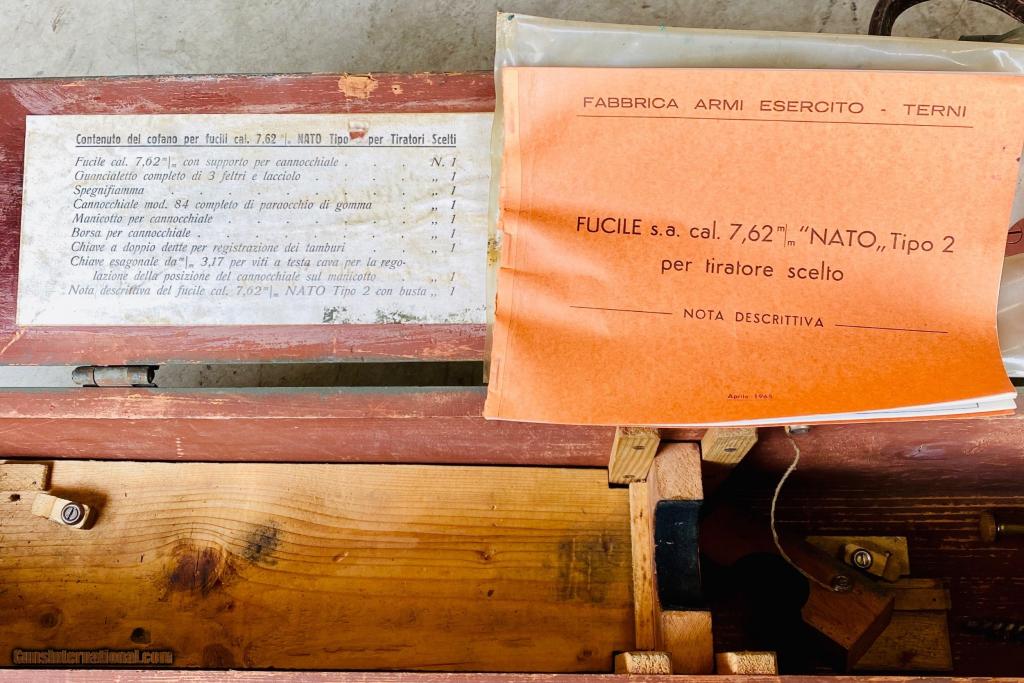 Contenuto del cofano per fucili cal. 7.62 m|m NATO Tipo per Tiratori Scelti
Fucile cal. 7,62 m|m con supporto per cannocchiale . . . N. 1
Guancialetto completo di 3 feltri e lacciolo . . . . „ 1
Spegnifiamma . . . . . . . . . „ 1
Cannocchiale mod. 84 completo di paraocchio di gomma . „ 1
Manicotto per cannocchiale . . . . . . . „ 1
Borsa per cannocchiale . . . . . . . „ 1
Chiave a doppio dente per registrazione dei tamburi . . „ 1
Chiave esagonale da m|m 3,17 per viti a testa cava per la rego-
lazione della posizione del cannocchiale sul manicotto . „ 1
Nota descrittiva del fucile cal. 7,62 m|m NATO Tipo 2 con busta „ 1
FABBRICA ARMI ESERCITO - TERNI
FUCILE s.a. cal. 7,62 m|m “NATO„ Tipo 2
per tiratore scelto
NOTA DESCRITTIVA
Aprile 1965
GunsInternational.com